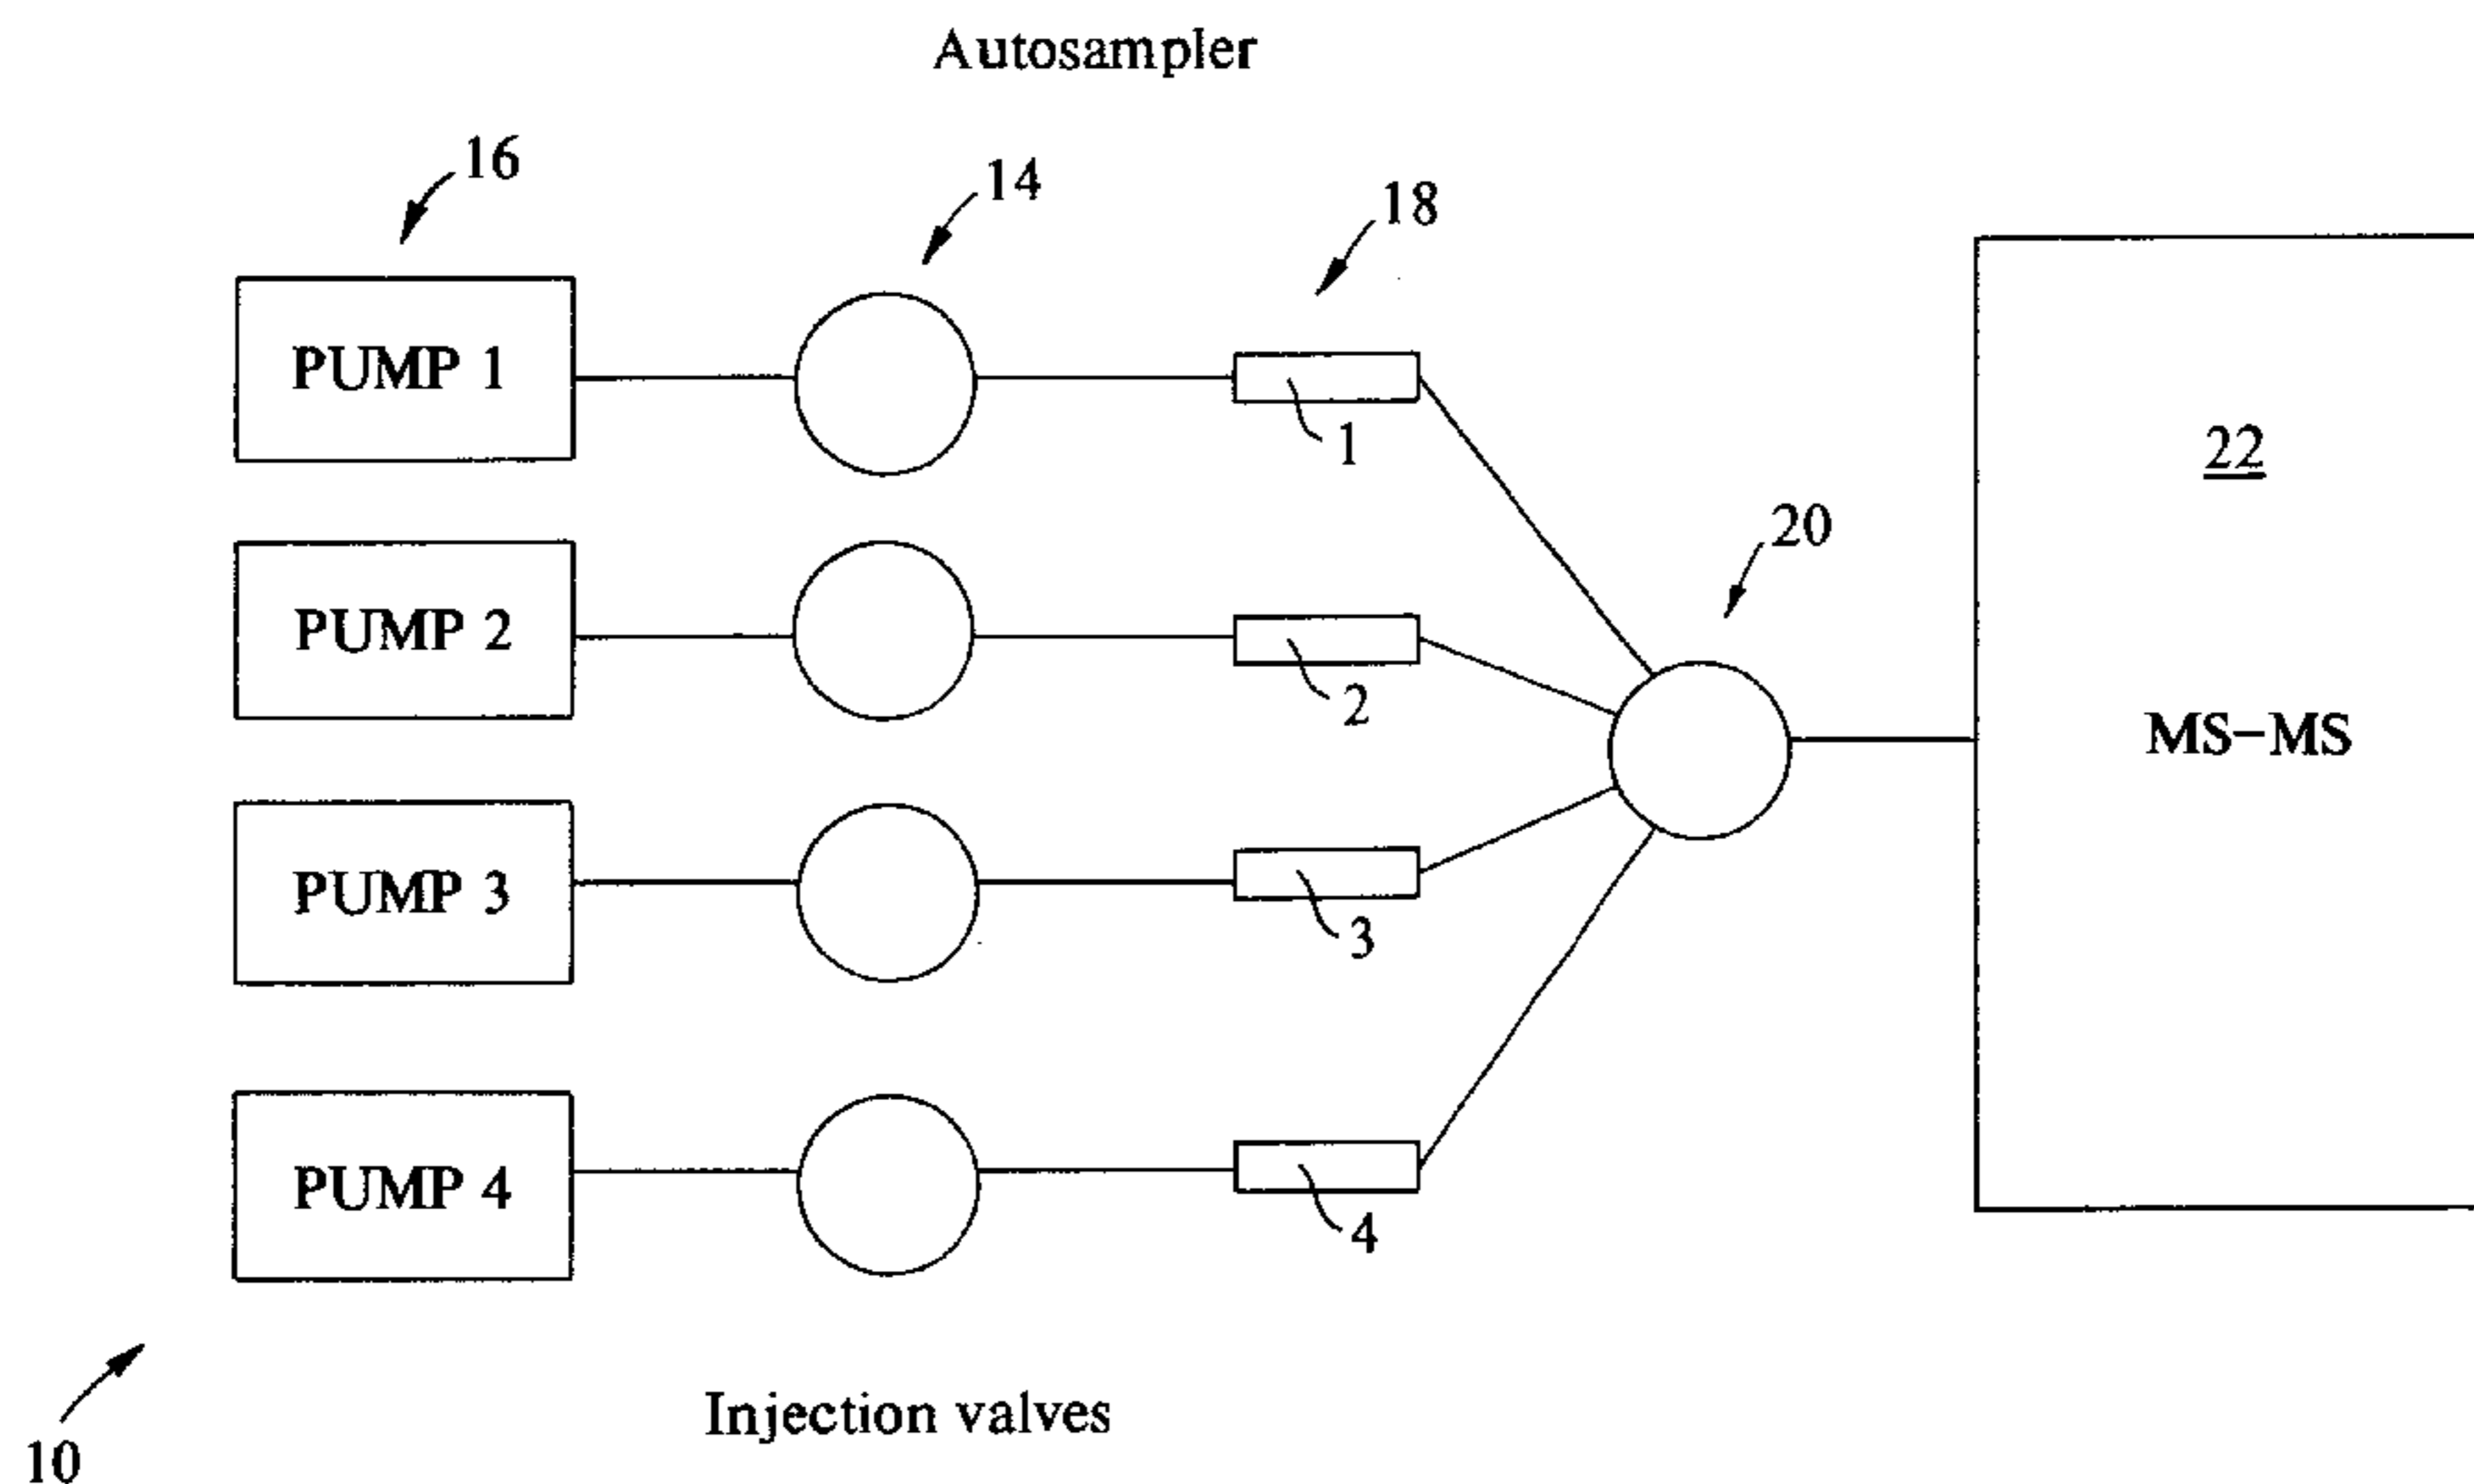 Autosampler
16
14
18
PUMP 1
1
22
20
PUMP 2
2
MS-MS
PUMP 3
3
PUMP 4
4
Injection valves
10